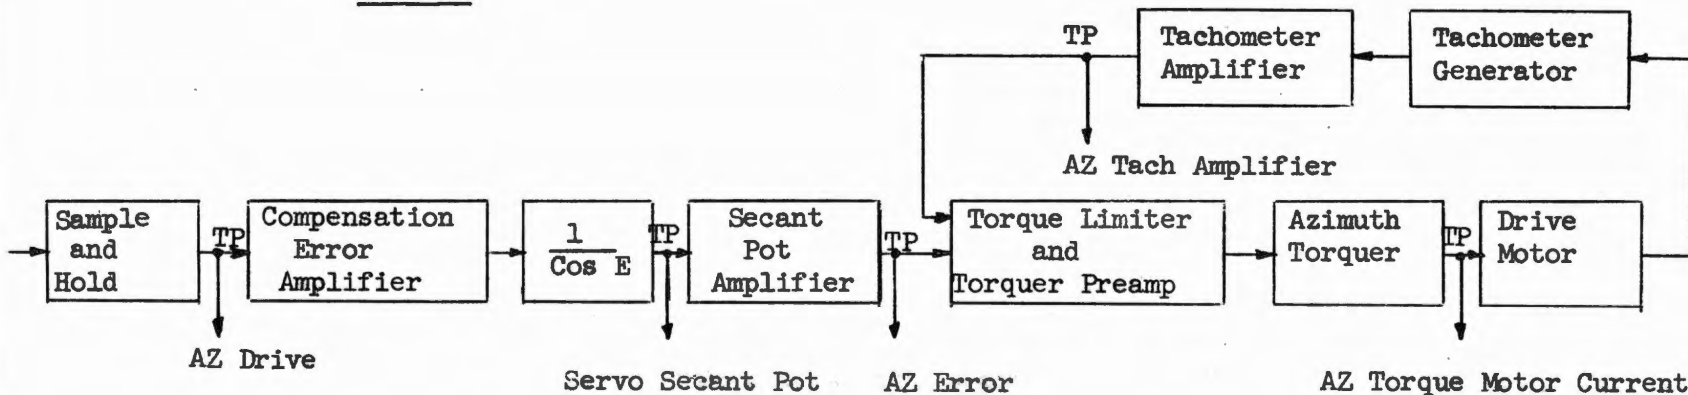 TP
Tachometer
Amplifier
Tachometer
Generator
AZ Tach Amplifier
Sample
and
Hold
TP
Compensation
Error
Amplifier
1
Cos E
TP
Secant
Pot
Amplifier
TP
Torque Limiter
and
Torquer Preamp
Azimuth
Torquer
TP
Drive
Motor
AZ Drive
Servo Secant Pot
AZ Error
AZ Torque Motor Current